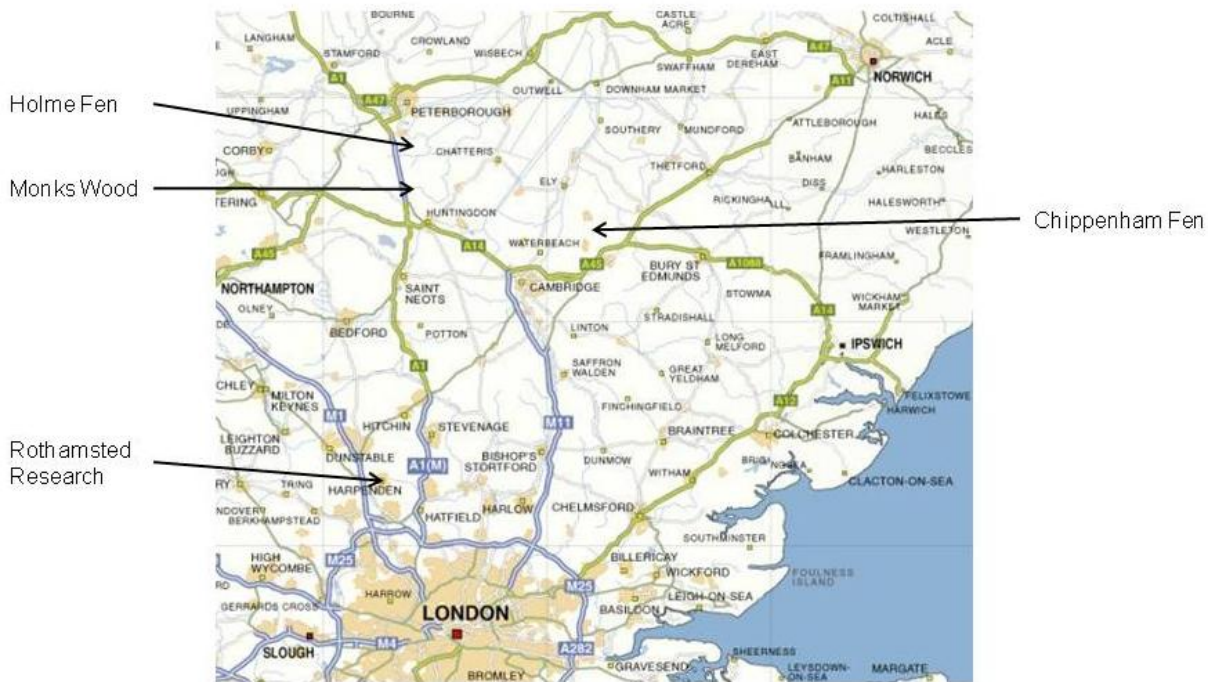 Holme Fen
Monks Wood
Rothamsted
Research
Chippenham Fen
BOURNE
CASTLE
ACRE
COLTISHALL
LANGHAM
CROWLAND
WISBECH
EAST
DEREHAM
A47
ACLE
STAMFORD
SWAFFHAM
A1
A11
NORWICH
A47
OUTWELL
DOWNHAM MARKET
UPPINGHAM
PETERBOROUGH
SOUTHERY
MUNDFORD
ATTLEBOROUGH
HALES
CORBY
CHATTERIS
BECCLES
BANHAM
THETFORD
HARLESTON
ELY
DISS
TERING
RICKINGHA
LL
HALESWORTH
HUNTINGDON
WESTLETON
A14
WATERBEACH
A45
A45
BURY ST
EDMUNDS
A1088
FRAMLINGHAM
NORTHAMPTON
SAINT
NEOTS
CAMBRIDGE
STOWMA
WICKHAM
MARKET
OLNEY
A14
STRADISHALL
BEDFORD
POTTON
LINTON
LONG
MELFORD
IPSWICH
A1
SAFFRON
WALDEN
GREAT
YELDHAM
CHLEY
MILTON
KEYNES
M1
A12
FELIXSTOWE
FINCHINGFIELD
HARWICH
HITCHIN
STEVENAGE
M11
BRAINTREE
COLCHESTER
LEIGHTON
BUZZARD
DUNSTABLE
A1(M)
BISHOP'S
STORTFORD
DUNMOW
WITHAM
CLACTON-ON-SEA
RY
TRING
HARPENDEN
HARLOW
CHELMSFORD
NDOVER
BERKHAMPSTEAD
HATFIELD
SOUTHMINSTER
HIGH
WYCOMBE
M25
BILLERICAY
WICKFORD
FOULNESS
ISLAND
RD
HARROW
M25
GERRARDS CROSS
LONDON
BASILDON
LEIGH-ON-SEA
M4
SLOUGH
A282
GRAVESEND
SHEERNESS
LEYSDOWN-
ON-SEA
MARGATE
BROMLEY